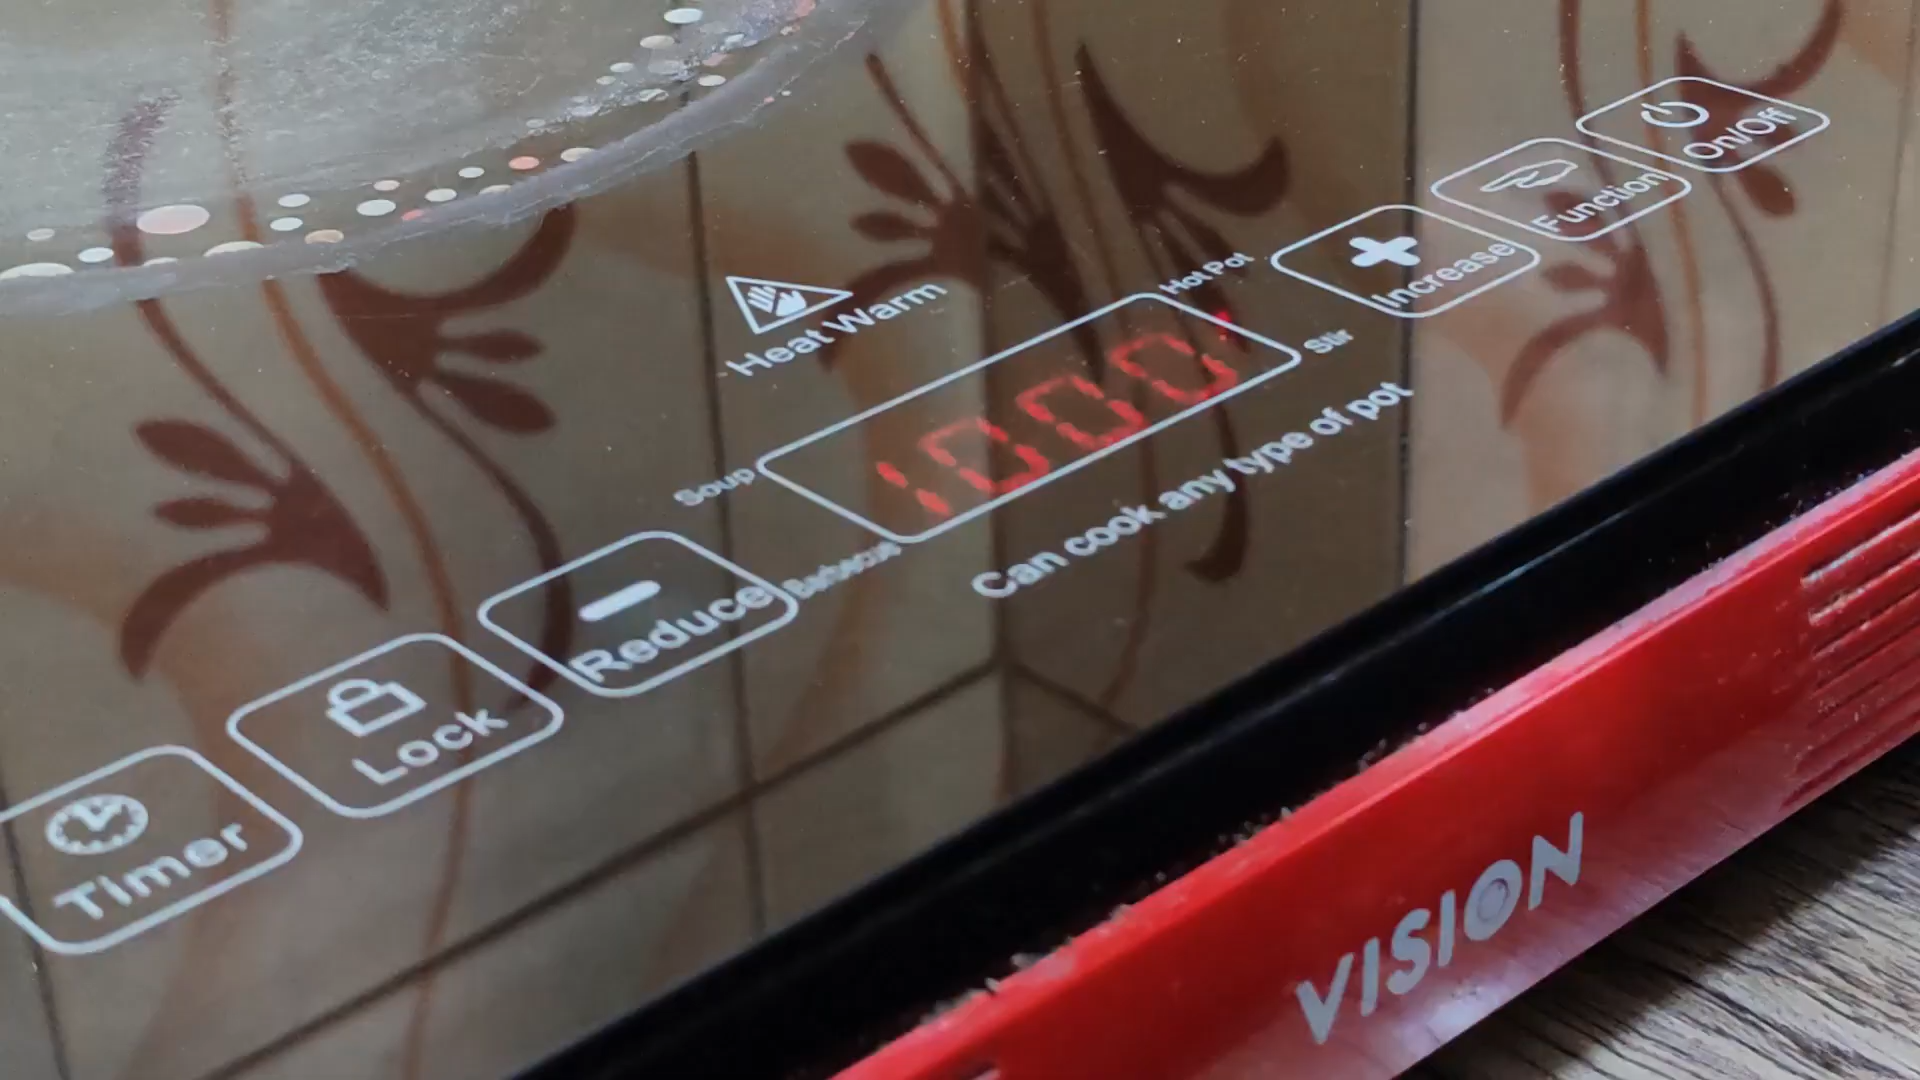 On/Off
Function
Increase
Hot Pot
Stir
Heat Warm
1000
Soup
Barbecue
Can cook any type of pot
Reduce
Lock
Timer
VISION